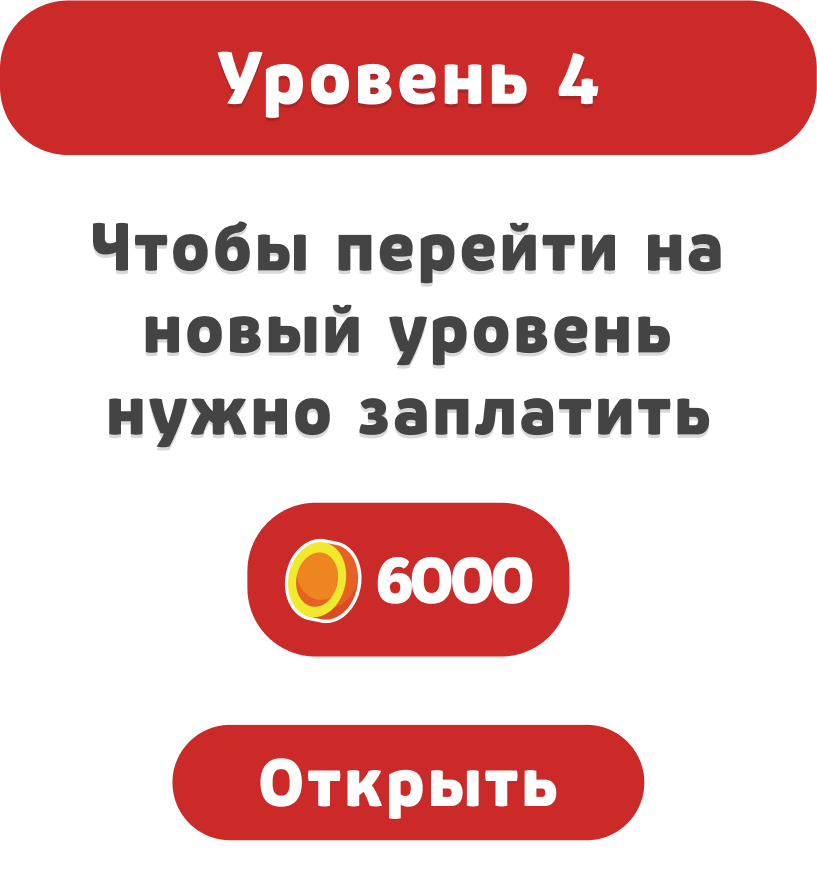 Уровень 4
Чтобы перейти на
новый уровень
нужно заплатить
6000
Открыть